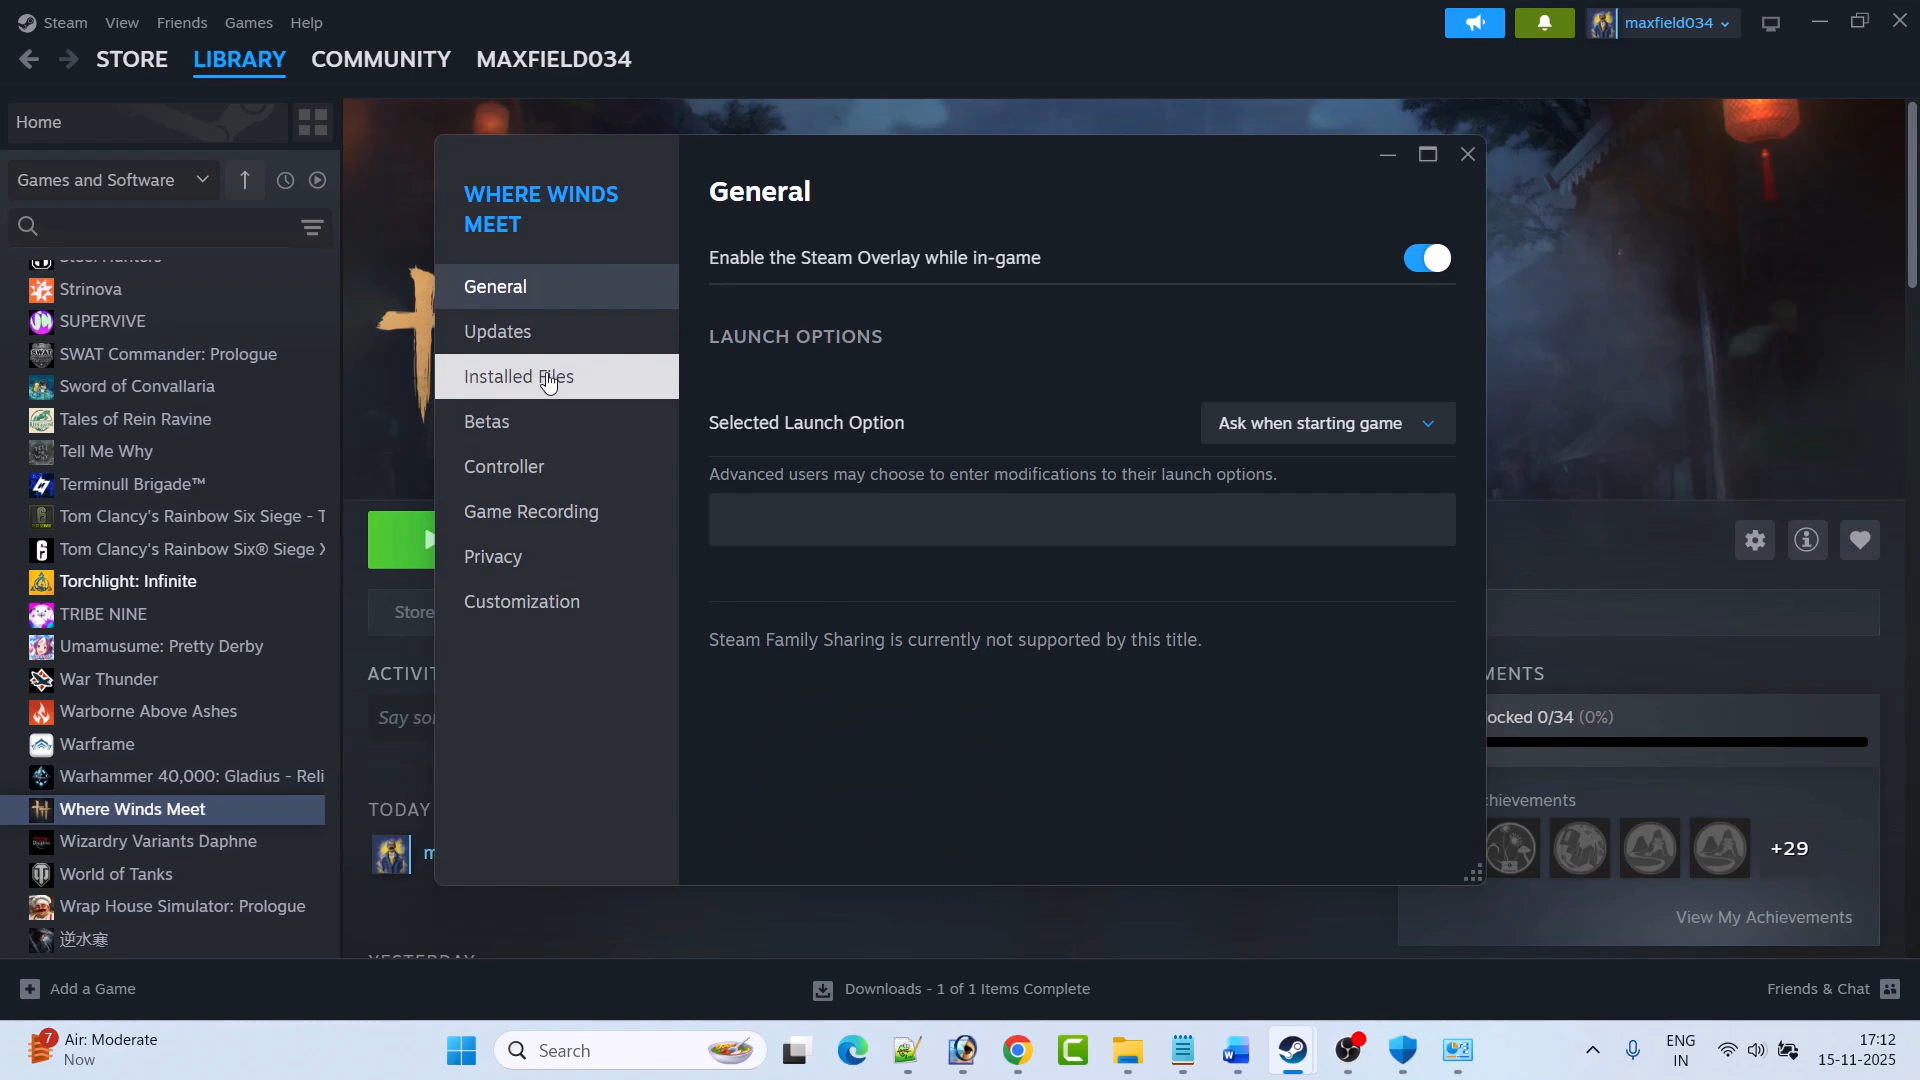 Steam View Friends Games Help
maxfield034
STORE LIBRARY COMMUNITY MAXFIELD034
Home
Games and Software
Strinova
SUPERVIVE
SWAT Commander: Prologue
Sword of Convallaria
Tales of Rein Ravine
Tell Me Why
Terminull Brigade™
Tom Clancy's Rainbow Six Siege - T
Tom Clancy's Rainbow Six® Siege X
Torchlight: Infinite
TRIBE NINE
Umamusume: Pretty Derby
War Thunder
Warborne Above Ashes
Warframe
Warhammer 40,000: Gladius - Reli
Where Winds Meet
Wizardry Variants Daphne
World of Tanks
Wrap House Simulator: Prologue
逆水寒
WHERE WINDS
MEET
General
Updates
Installed Files
Betas
Controller
Game Recording
Privacy
Customization
General
Enable the Steam Overlay while in-game
LAUNCH OPTIONS
Selected Launch Option
Ask when starting game
Advanced users may choose to enter modifications to their launch options.
Steam Family Sharing is currently not supported by this title.
Store
ACTIVIT
Say so
TODAY
m
MENTS
ocked 0/34 (0%)
chievements
+29
View My Achievements
Add a Game
Downloads - 1 of 1 Items Complete
Friends & Chat
7
Air: Moderate
Now
Search
ENG
IN
17:12
15-11-2025